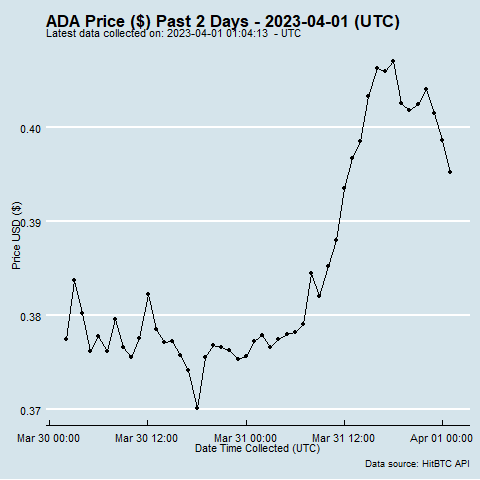 ADA Price ($) Past 2 Days - 2023-04-01 (UTC)
Latest data collected on: 2023-04-01 01:04:13 - UTC
0.40
0.39
0.38
0.37
Price USD ($)
Mar 30 00:00 Mar 30 12:00 Mar 31 00:00 Mar 31 12:00 Apr 01 00:00
Date Time Collected (UTC)
Data source: HitBTC API